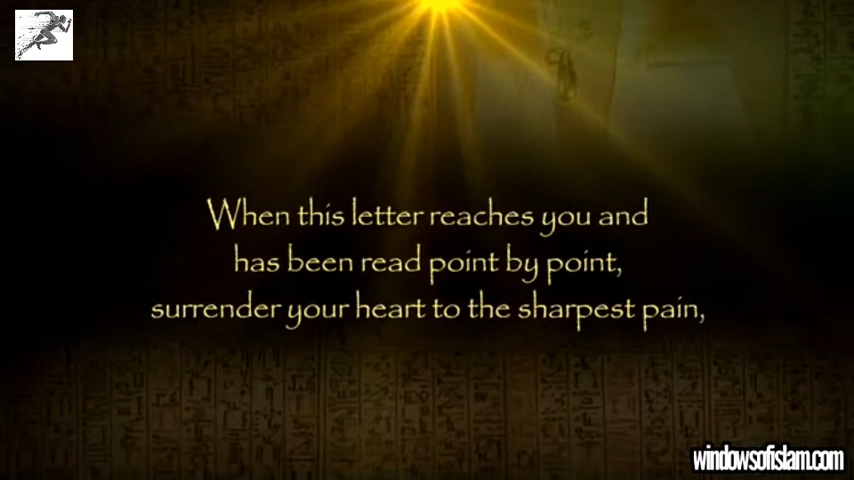 When this letter reaches you and
has been read point by point,
surrender your heart to the sharpest pain,
windowsofislam.com